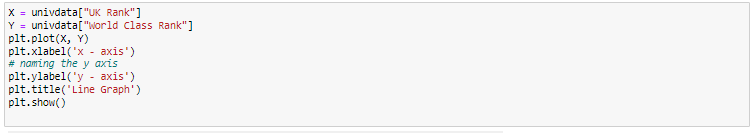 X = univdata["UK Rank"]
Y = univdata["World Class Rank"]
plt.plot(X, Y)
plt.xlabel('x - axis')
# naming the y axis
plt.ylabel('y - axis')
plt.title('Line Graph')
plt.show()